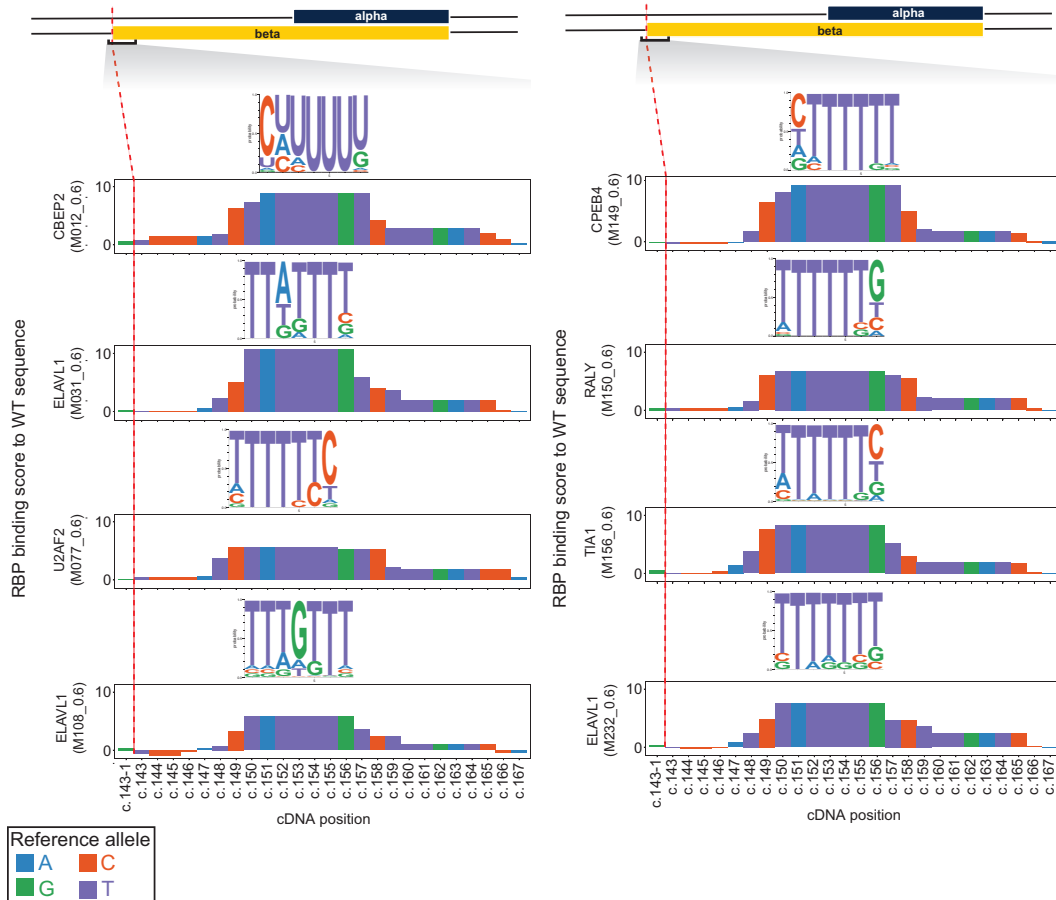 alpha
beta
RBP binding score to WT sequence
CBEP2
(M012_0.6)
10
0
ELAVL1
(M031_0.6)
10
0
U2AF2
(M077_0.6)
10
0
ELAVL1
(M108_0.6)
10
0
c.143-1
c.143
c.144
c.145
c.146
c.147
c.148
c.149
c.150
c.151
c.152
c.153
c.154
c.155
c.156
c.157
c.158
c.159
c.160
c.161
c.162
c.163
c.164
c.165
c.166
c.167
cDNA position
alpha
beta
RBP binding score to WT sequence
CPEB4
(M149_0.6)
10
0
RALY
(M150_0.6)
10
0
TIA1
(M156_0.6)
10
0
ELAVL1
(M232_0.6)
10
0
c.143-1
c.143
c.144
c.145
c.146
c.147
c.148
c.149
c.150
c.151
c.152
c.153
c.154
c.155
c.156
c.157
c.158
c.159
c.160
c.161
c.162
c.163
c.164
c.165
c.166
c.167
cDNA position
Reference allele
A C
G T